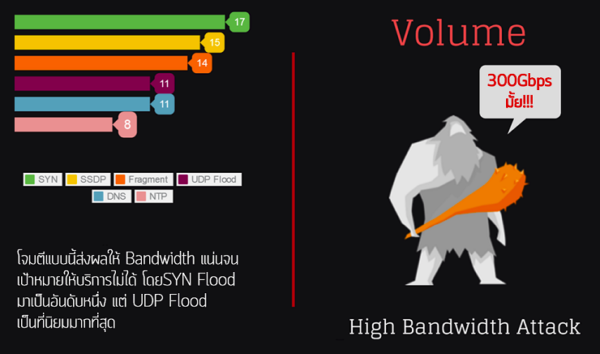 17
15
14
11
11
8
SYN SSDP Fragment UDP Flood
DNS NTP
โจมตีแบบนี้ส่งผลให้ Bandwidth แน่นจน
เป้าหมายให้บริการไม่ได้ โดยSYN Flood
มาเป็นอันดับหนึ่ง แต่ UDP Flood
เป็นที่นิยมมากที่สุด
Volume
300Gbps
มั้ย!!!
High Bandwidth Attack